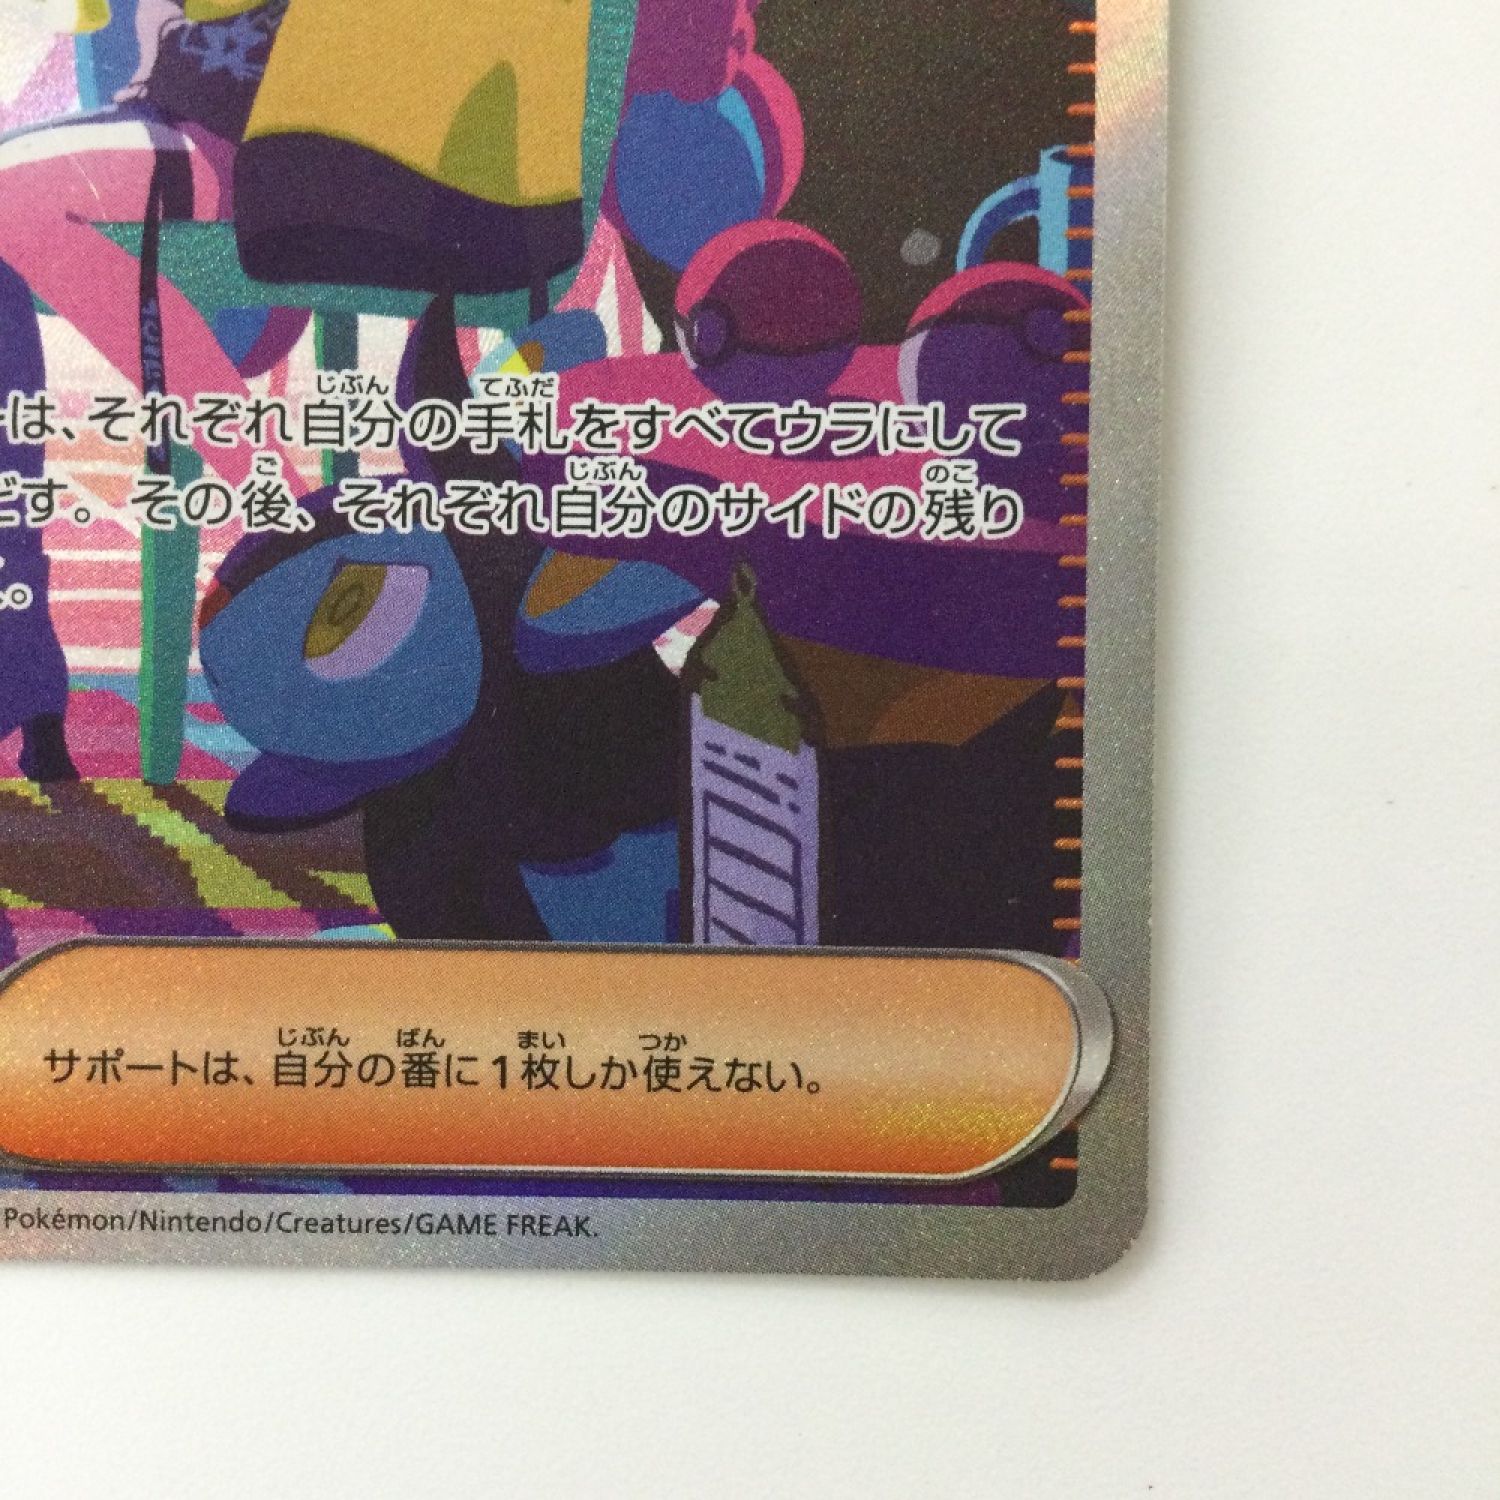 は、それぞれ自分の手札をすべてウラにして
だす。その後、それぞれ自分のサイドの残り
。
サポートは、自分の番に1枚しか使えない。
Pokémon/Nintendo/Creatures/GAME FREAK.